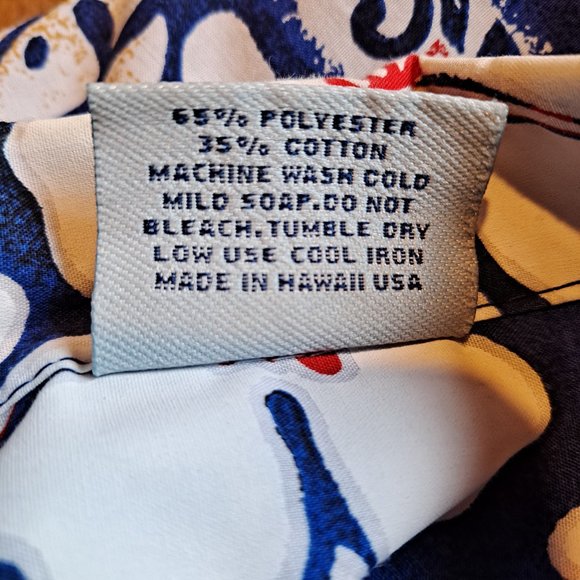 65% POLYESTER
35% COTTON
MACHINE WASH COLD
MILD SOAP.DO NOT
BLEACH.TUMBLE DRY
LOW USE COOL IRON
MADE IN HAWAII USA